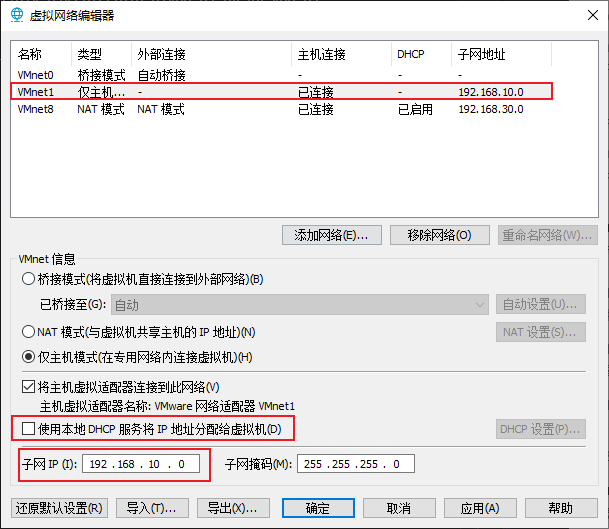 虚拟网络编辑器
名称 类型 外部连接 主机连接 DHCP 子网地址
VMnet0 桥接模式 自动桥接 - - -
VMnet1 仅主机... - 已连接 - 192.168.10.0
VMnet8 NAT 模式 NAT 模式 已连接 已启用 192.168.30.0
添加网络(E)... 移除网络(O) 重命名网络(W)...
VMnet 信息
桥接模式(将虚拟机直接连接到外部网络)(B)
已桥接至(G): 自动 自动设置(U)...
NAT 模式(与虚拟机共享主机的 IP 地址)(N) NAT 设置(S)...
仅主机模式(在专用网络内连接虚拟机)(H)
将主机虚拟适配器连接到此网络(V)
主机虚拟适配器名称: VMware 网络适配器 VMnet1
使用本地 DHCP 服务将 IP 地址分配给虚拟机(D) DHCP 设置(P)...
子网 IP (I): 192 . 168 . 10 . 0 子网掩码(M): 255 . 255 . 255 . 0
还原默认设置(R) 导入(T)... 导出(X)... 确定 取消 应用(A) 帮助